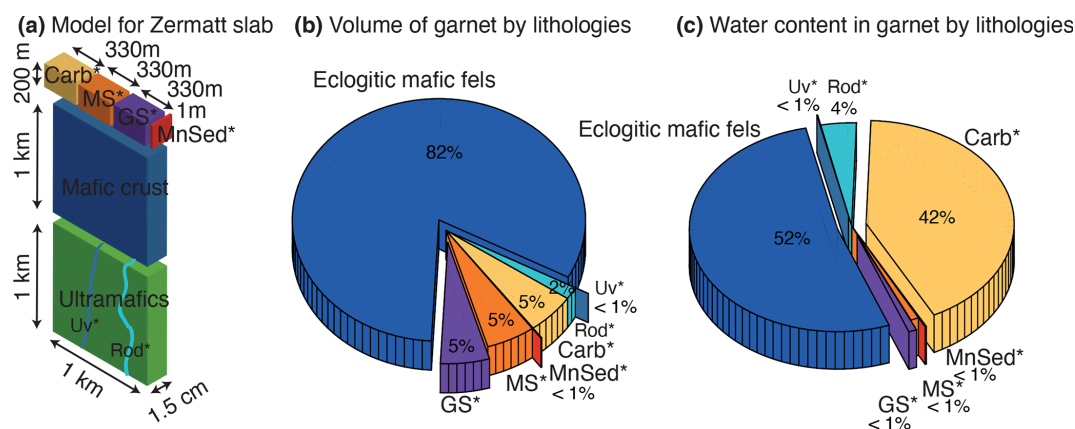 (a) Model for Zermatt slab
330m
330m
330m
1m
200 m
Carb*
MS*
GS*
MnSed*
1 km
Mafic crust
1 km
Ultramafics
Uv*
Rod*
1 km
1.5 cm
(b) Volume of garnet by lithologies
Eclogitic mafic fels
82%
2%
Uv*
< 1%
Rod*
5%
Carb*
5%
MnSed*
< 1%
MS*
5%
GS*
(c) Water content in garnet by lithologies
Uv*
< 1%
Rod*
4%
Eclogitic mafic fels
Carb*
42%
52%
MnSed*
< 1%
MS*
< 1%
GS*
< 1%